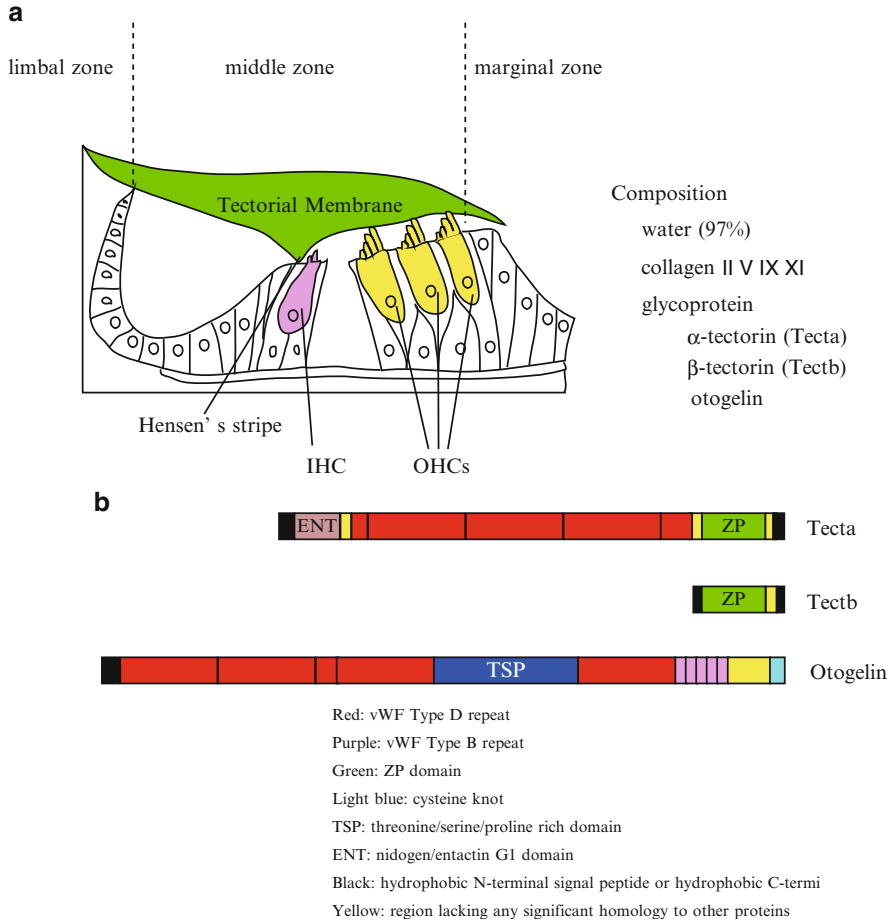 a
limbal zone
middle zone
marginal zone
Tectorial Membrane
Composition
water (97%)
collagen II V IX XI
glycoprotein
α-tectorin (Tecta)
β-tectorin (Tectb)
otogelin
Hensen' s stripe
IHC
OHCs
b
ENT
ZP
Tecta
ZP
Tectb
TSP
Otogelin
Red: vWF Type D repeat
Purple: vWF Type B repeat
Green: ZP domain
Light blue: cysteine knot
TSP: threonine/serine/proline rich domain
ENT: nidogen/entactin G1 domain
Black: hydrophobic N-terminal signal peptide or hydrophobic C-termi
Yellow: region lacking any significant homology to other proteins